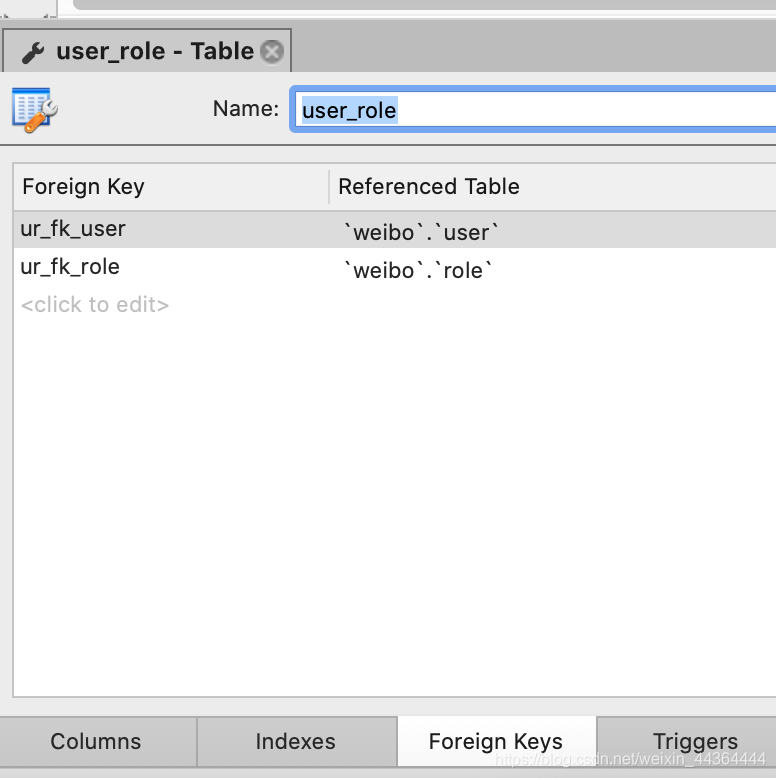 user_role - Table
Name: user_role
Foreign Key Referenced Table
ur_fk_user `weibo`.`user`
ur_fk_role `weibo`.`role`
<click to edit>
Columns Indexes Foreign Keys Triggers
https://blog.csdn.net/weixin_44364444